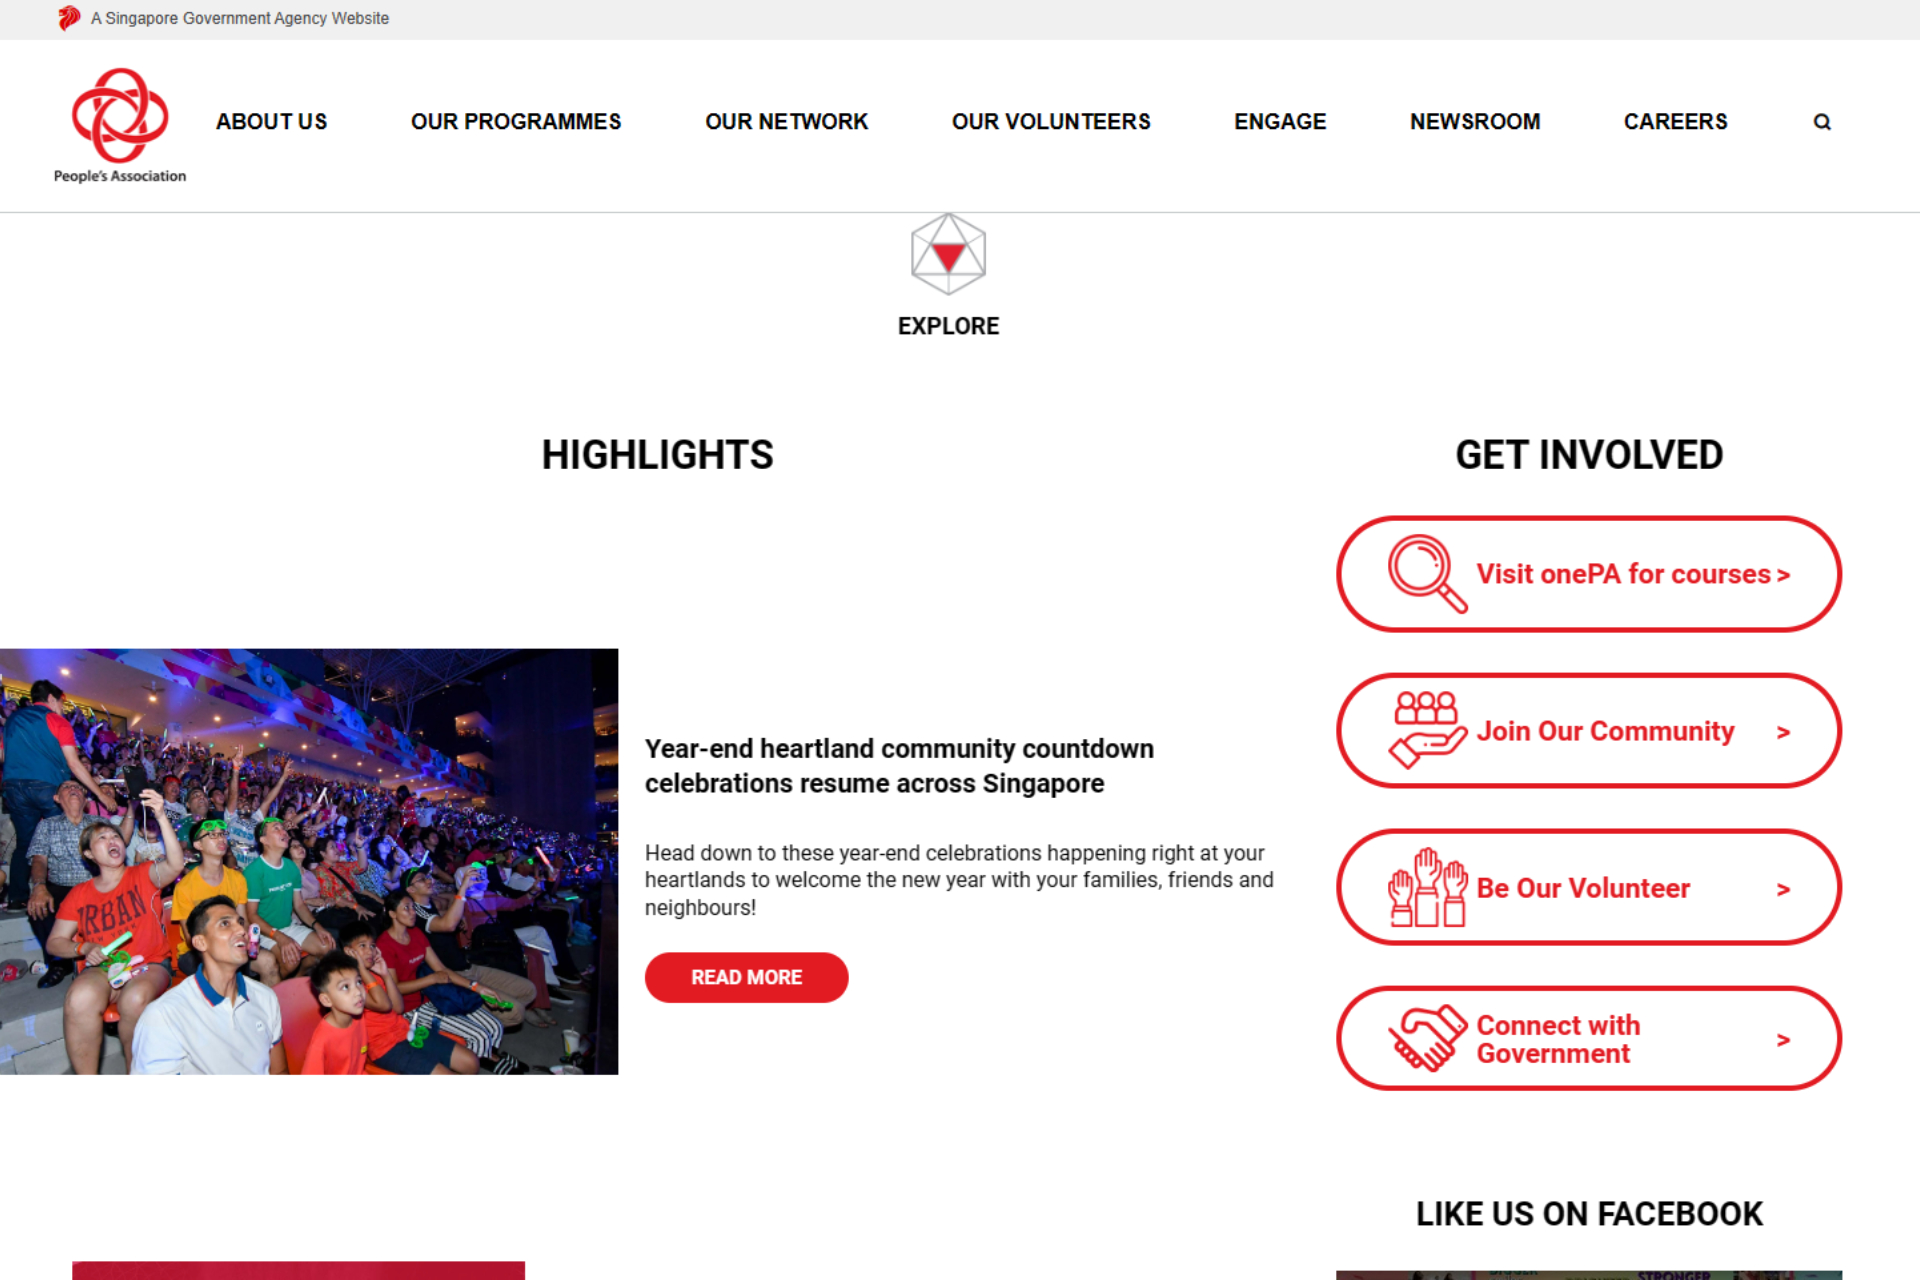 A Singapore Government Agency Website
People's Association
ABOUT US
OUR PROGRAMMES
OUR NETWORK
OUR VOLUNTEERS
ENGAGE
NEWSROOM
CAREERS
EXPLORE
HIGHLIGHTS
URBAN
Year-end heartland community countdown
celebrations resume across Singapore
Head down to these year-end celebrations happening right at your
heartlands to welcome the new year with your families, friends and
neighbours!
READ MORE
GET INVOLVED
Visit onePA for courses >
Join Our Community >
Be Our Volunteer >
Connect with
Government >
LIKE US ON FACEBOOK
STRONGER